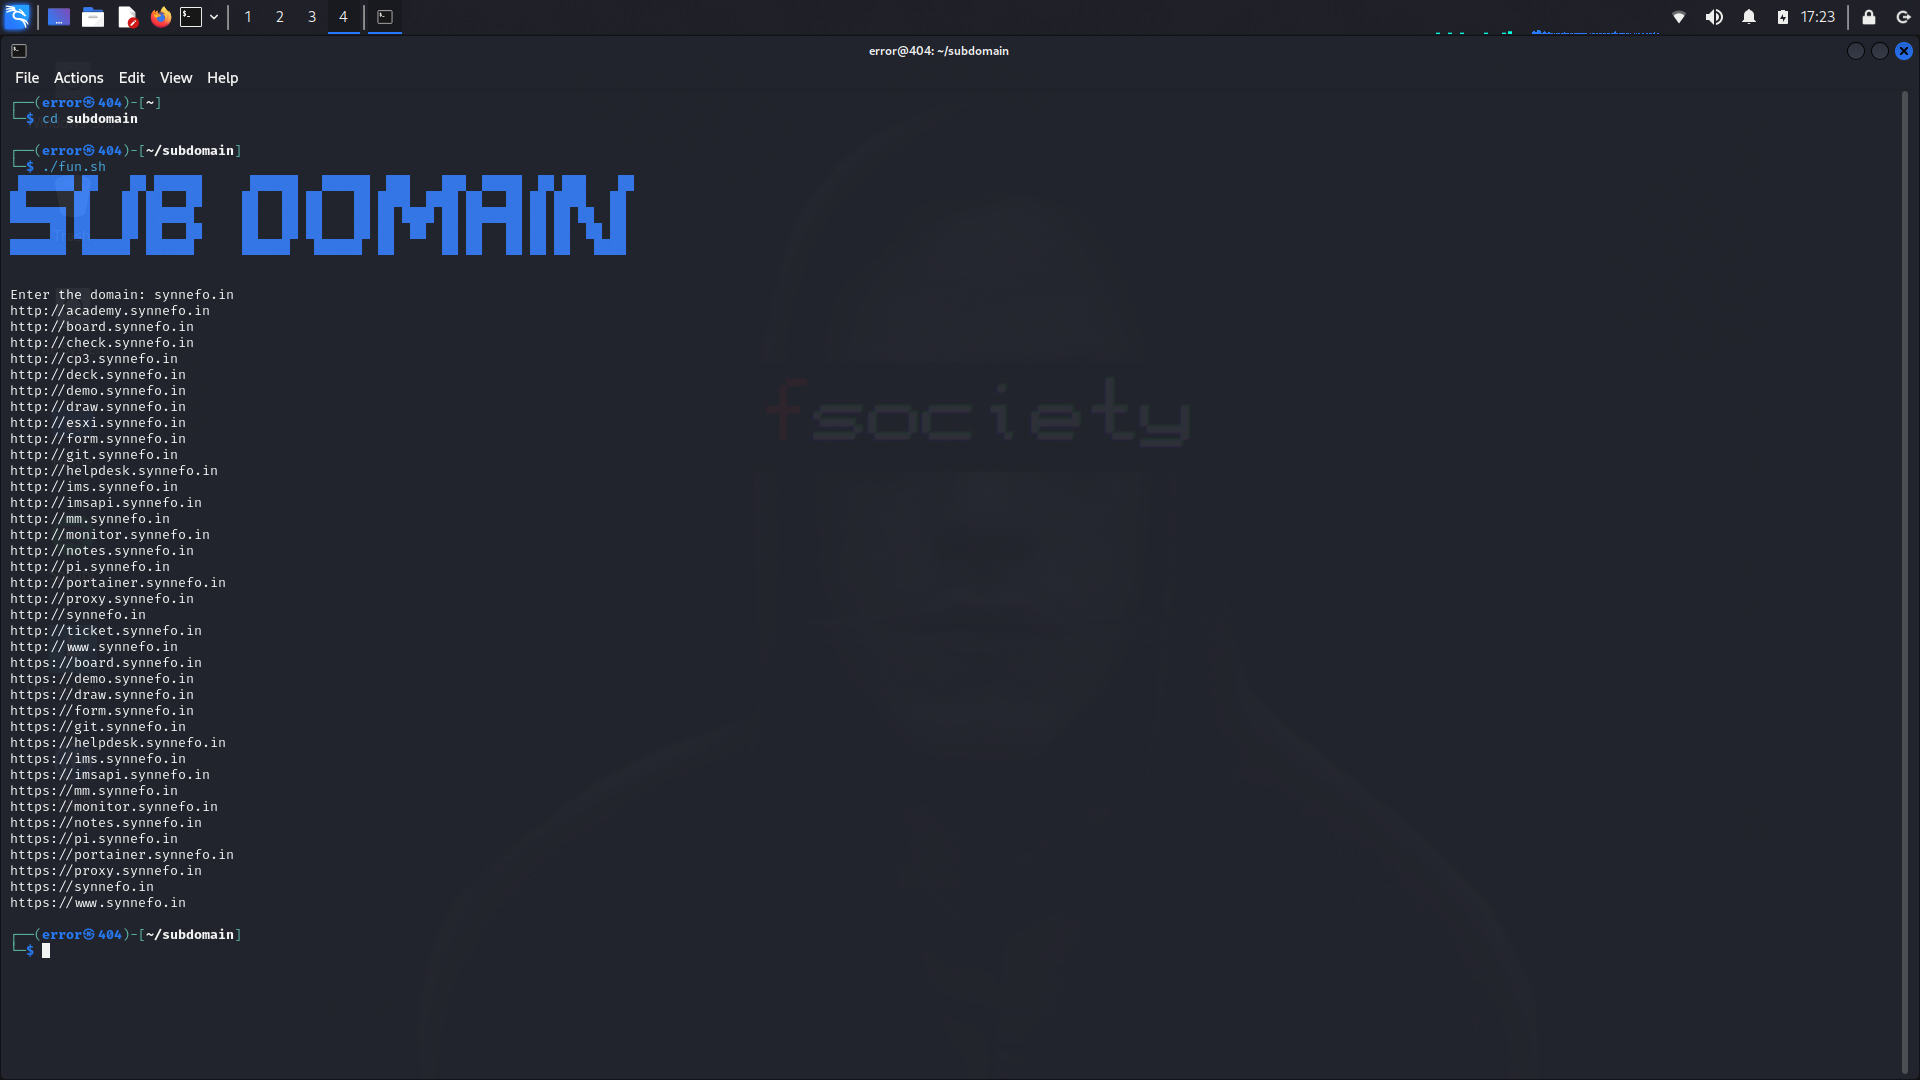 1 2 3 4 17:23
error@404: ~/subdomain
File Actions Edit View Help
┌──(error㉿404)-[~]
└─$ cd subdomain
┌──(error㉿404)-[~/subdomain]
└─$ ./fun.sh
SUB DOMAIN
Enter the domain: synnefo.in
http://academy.synnefo.in
http://board.synnefo.in
http://check.synnefo.in
http://cp3.synnefo.in
http://deck.synnefo.in
http://demo.synnefo.in
http://draw.synnefo.in
http://esxi.synnefo.in
http://form.synnefo.in
http://git.synnefo.in
http://helpdesk.synnefo.in
http://ims.synnefo.in
http://imsapi.synnefo.in
http://mm.synnefo.in
http://monitor.synnefo.in
http://notes.synnefo.in
http://pi.synnefo.in
http://portainer.synnefo.in
http://proxy.synnefo.in
http://synnefo.in
http://ticket.synnefo.in
http://www.synnefo.in
https://board.synnefo.in
https://demo.synnefo.in
https://draw.synnefo.in
https://form.synnefo.in
https://git.synnefo.in
https://helpdesk.synnefo.in
https://ims.synnefo.in
https://imsapi.synnefo.in
https://mm.synnefo.in
https://monitor.synnefo.in
https://notes.synnefo.in
https://pi.synnefo.in
https://portainer.synnefo.in
https://proxy.synnefo.in
https://synnefo.in
https://www.synnefo.in
┌──(error㉿404)-[~/subdomain]
└─$
fsociety